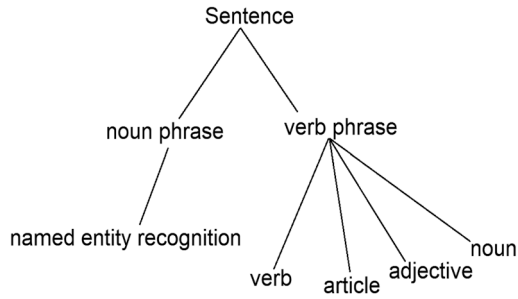 Sentence
noun phrase
verb phrase
named entity recognition
verb
article
adjective
noun